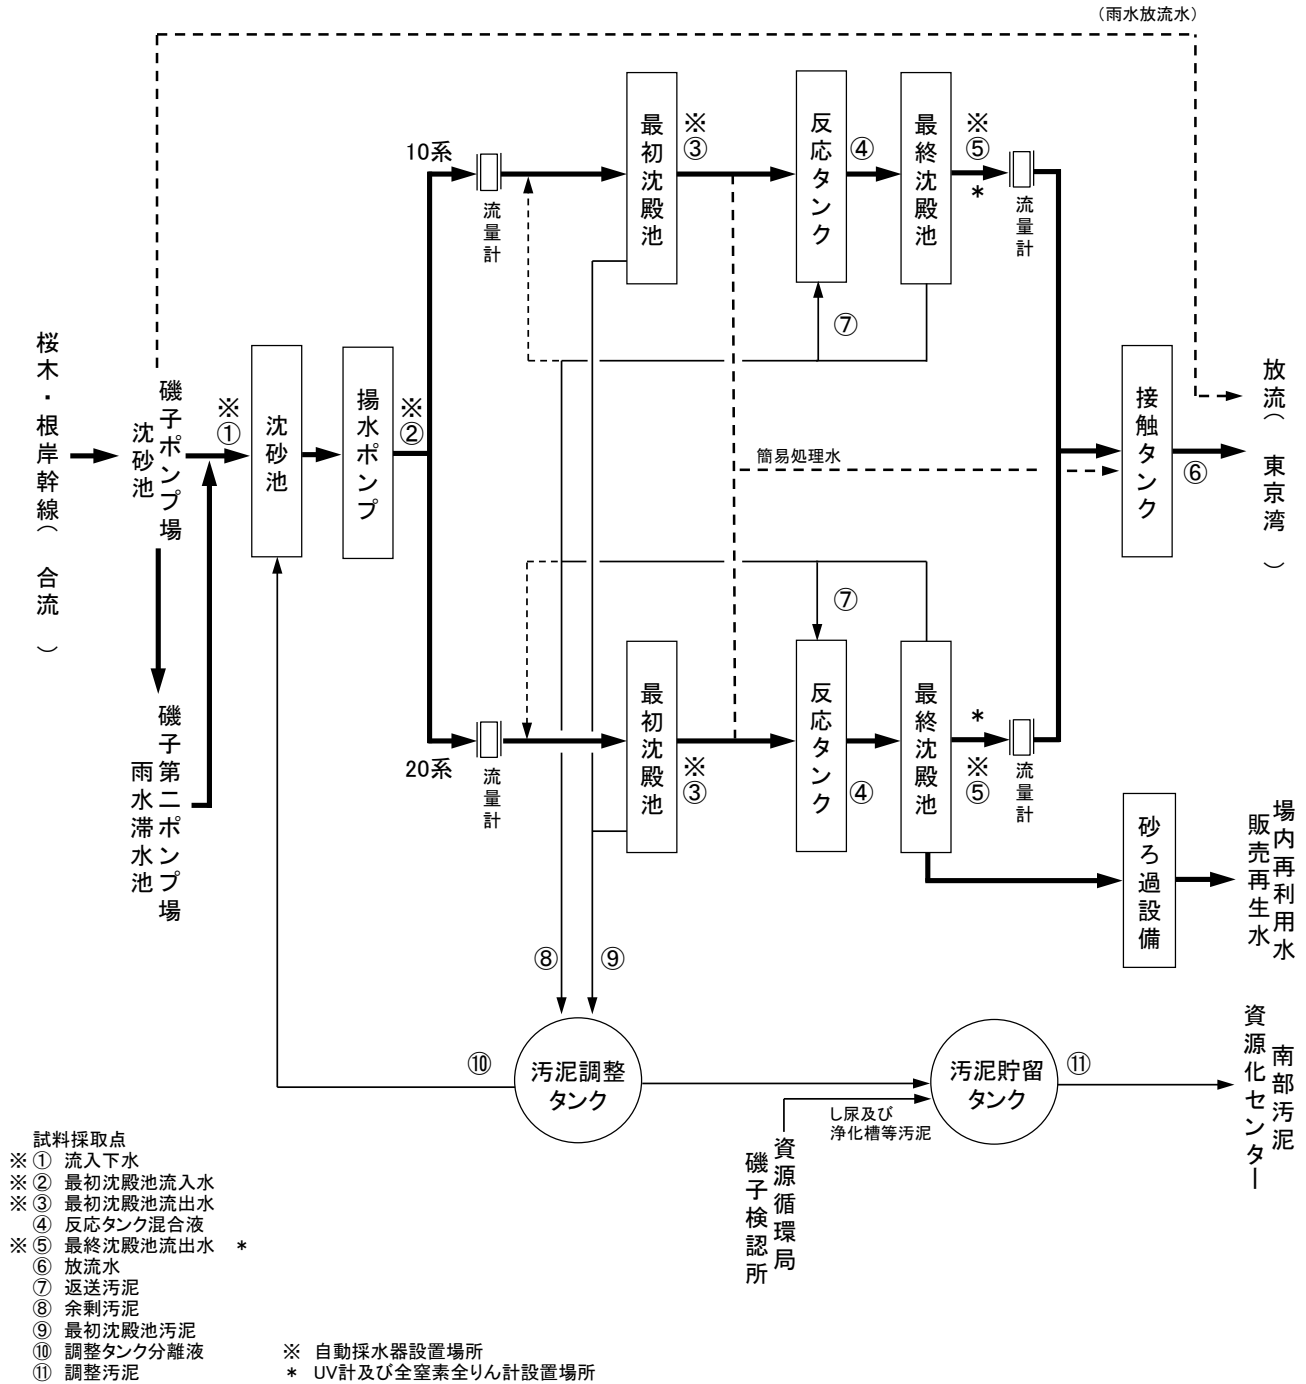 （雨水放流水）
10系
流量計
最初沈殿池
※
③
反応タンク
④
最終沈殿池
※
⑤
*
流量計
⑦
桜木・根岸幹線（合流）
磯子ポンプ場
沈砂池
※
①
沈砂池
揚水ポンプ
※
②
簡易処理水
接触タンク
⑥
放流（東京湾）
磯子第二ポンプ場
雨水滞水池
20系
流量計
最初沈殿池
※
③
⑦
反応タンク
④
最終沈殿池
*
※
⑤
流量計
砂ろ過設備
場内再利用水
販売再生水
⑧
⑨
⑩
汚泥調整
タンク
汚泥貯留
タンク
⑪
南部汚泥
資源化センター
し尿及び
浄化槽等汚泥
資源循環局
磯子検認所
試料採取点
※ ① 流入下水
※ ② 最初沈殿池流入水
※ ③ 最初沈殿池流出水
④ 反応タンク混合液
※ ⑤ 最終沈殿池流出水 *
⑥ 放流水
⑦ 返送汚泥
⑧ 余剰汚泥
⑨ 最初沈殿池汚泥
⑩ 調整タンク分離液
⑪ 調整汚泥
※ 自動採水器設置場所
* UV計及び全窒素全りん計設置場所